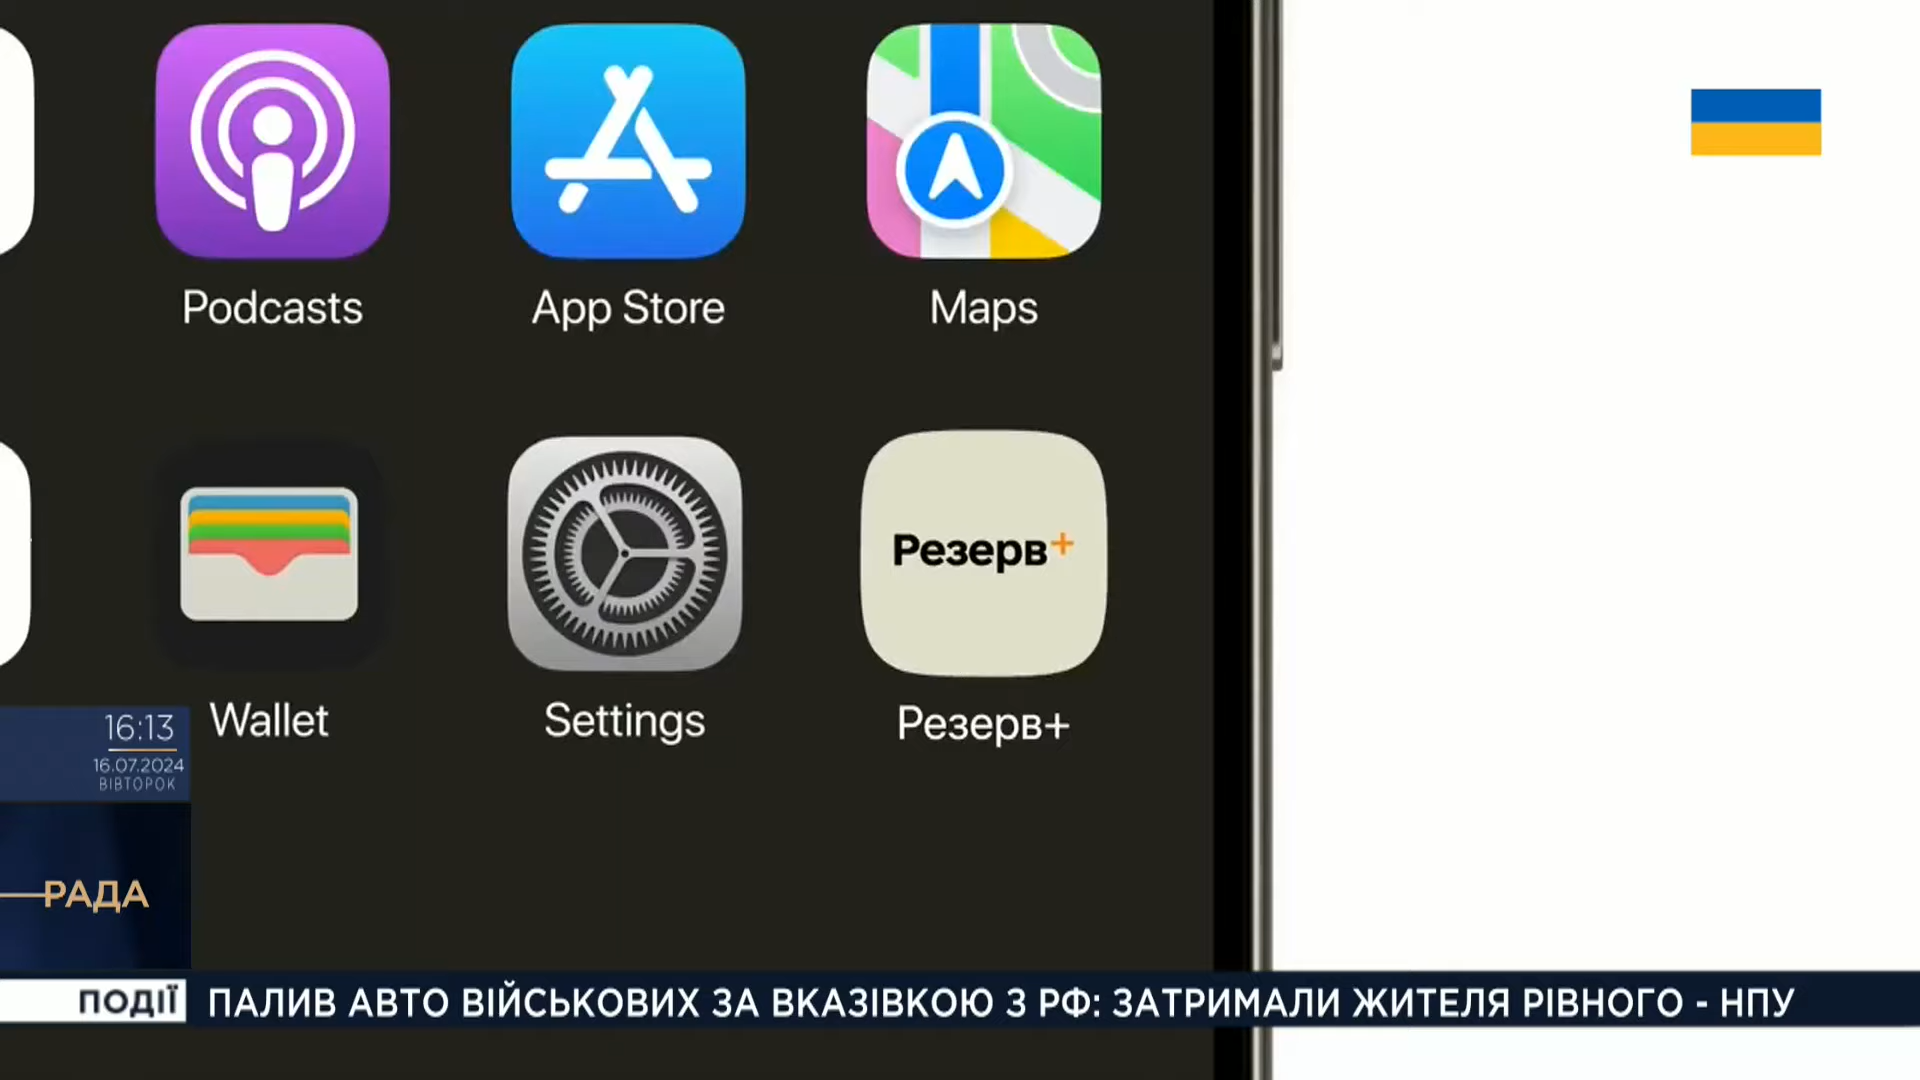 Podcasts
App Store
Maps
Резерв+
Wallet
Settings
Резерв+
16:13
16.07.2024
ВІВТОРОК
РАДА
ПОДІЇ
ПАЛИВ АВТО ВІЙСЬКОВИХ ЗА ВКАЗІВКОЮ З РФ: ЗАТРИМАЛИ ЖИТЕЛЯ РІВНОГО - НПУ